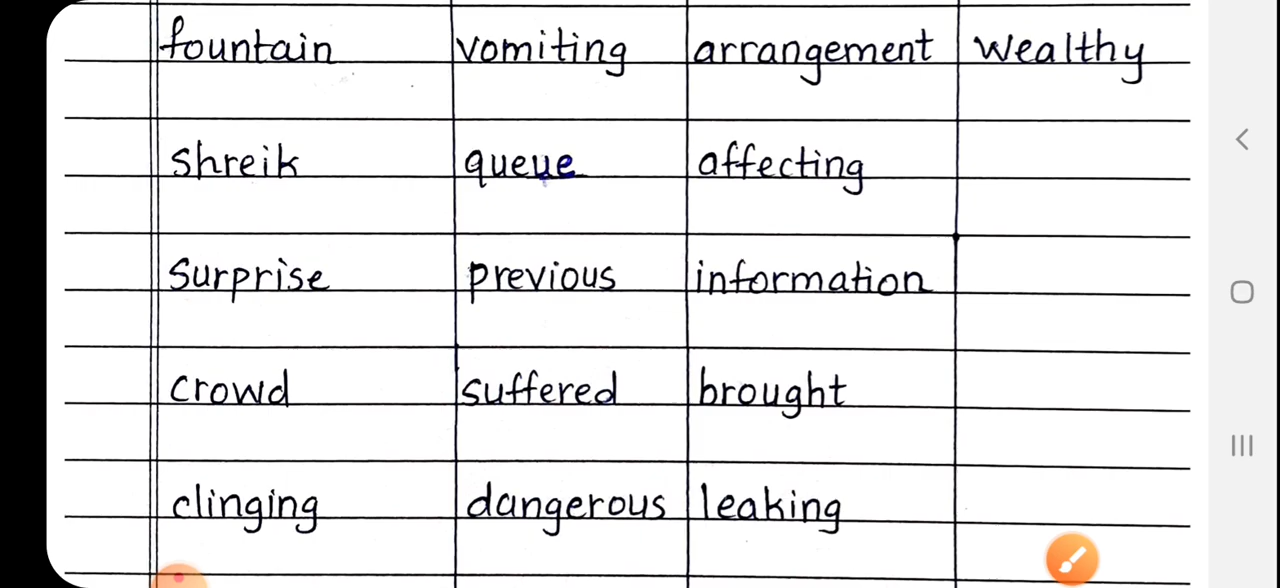 fountain vomiting arrangement wealthy
shreik queue affecting
Surprise previous information
crowd suffered brought
clinging dangerous leaking